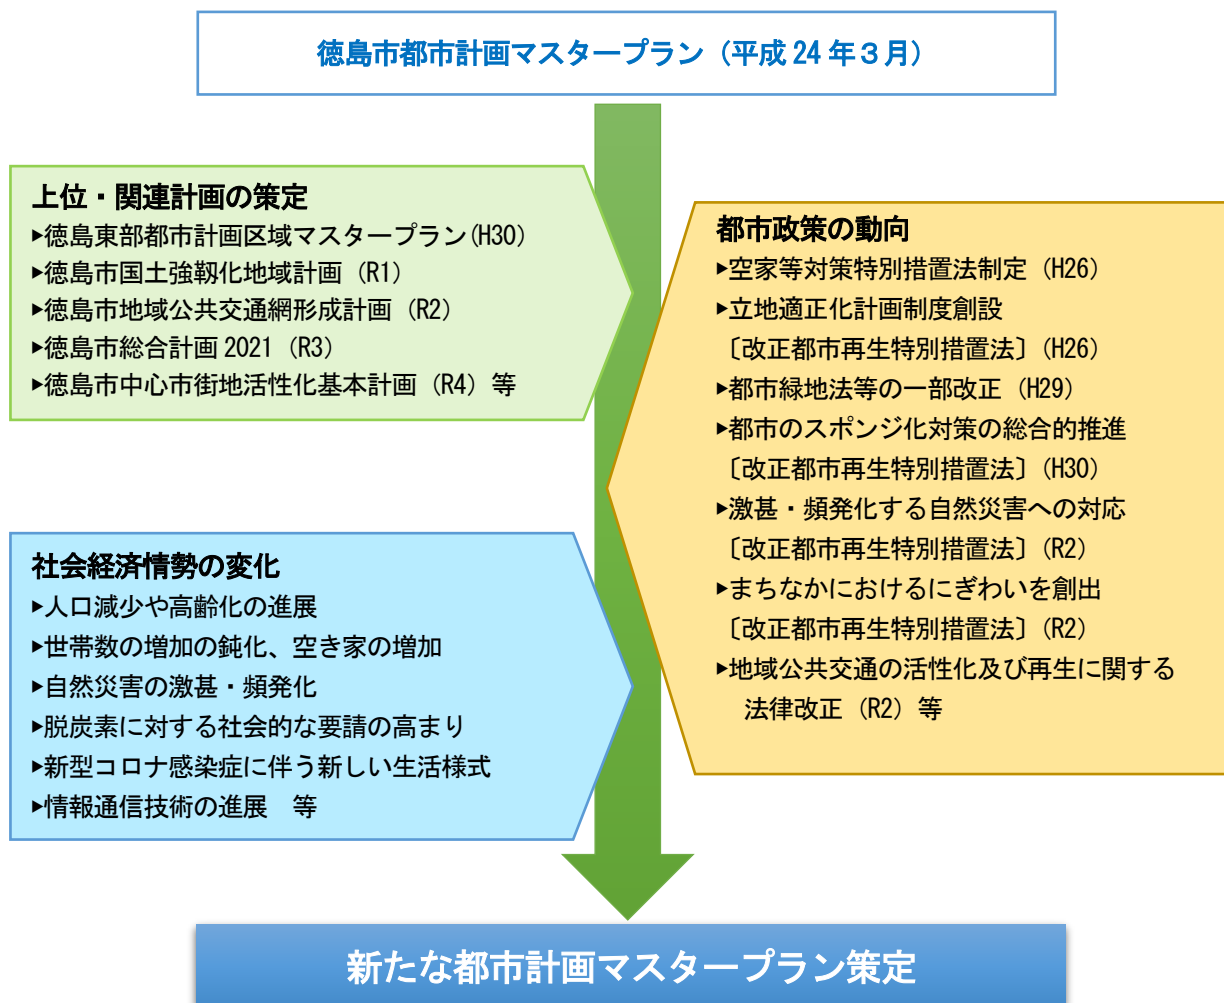 徳島市都市計画マスタープラン（平成24年３月）
上位・関連計画の策定
▶徳島東部都市計画区域マスタープラン(H30)
▶徳島市国土強靱化地域計画（R1）
▶徳島市地域公共交通網形成計画（R2）
▶徳島市総合計画2021（R3）
▶徳島市中心市街地活性化基本計画（R4）等
都市政策の動向
▶空家等対策特別措置法制定（H26）
▶立地適正化計画制度創設
〔改正都市再生特別措置法〕（H26）
▶都市緑地法等の一部改正（H29）
▶都市のスポンジ化対策の総合的推進
〔改正都市再生特別措置法〕（H30）
▶激甚・頻発化する自然災害への対応
〔改正都市再生特別措置法〕（R2）
▶まちなかにおけるにぎわいを創出
〔改正都市再生特別措置法〕（R2）
▶地域公共交通の活性化及び再生に関する
法律改正（R2）等
社会経済情勢の変化
▶人口減少や高齢化の進展
▶世帯数の増加の鈍化、空き家の増加
▶自然災害の激甚・頻発化
▶脱炭素に対する社会的な要請の高まり
▶新型コロナ感染症に伴う新しい生活様式
▶情報通信技術の進展　等
新たな都市計画マスタープラン策定